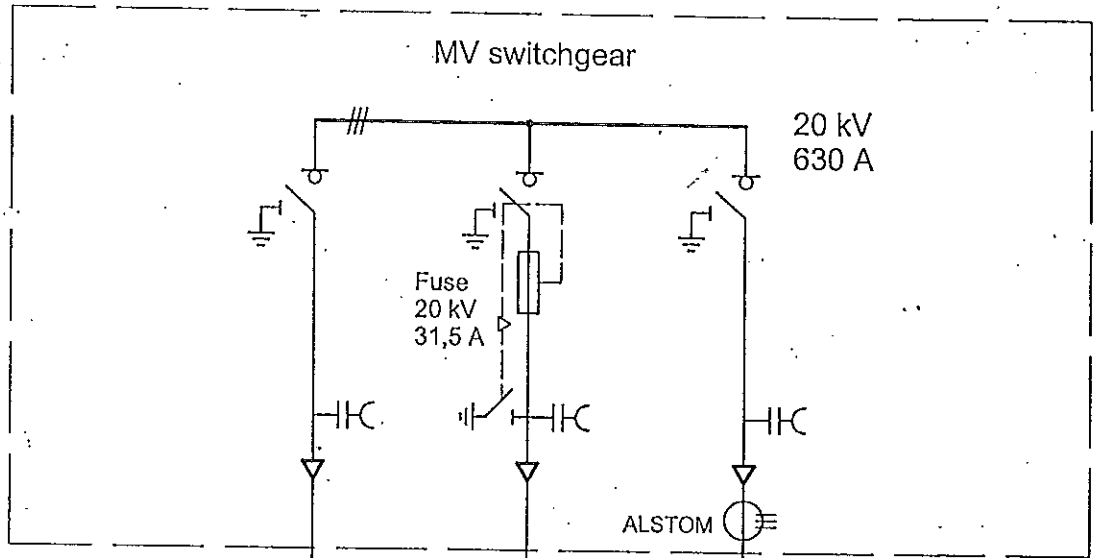 MV switchgear
20 kV
630 A
Fuse
20 kV
31,5 A
ALSTOM